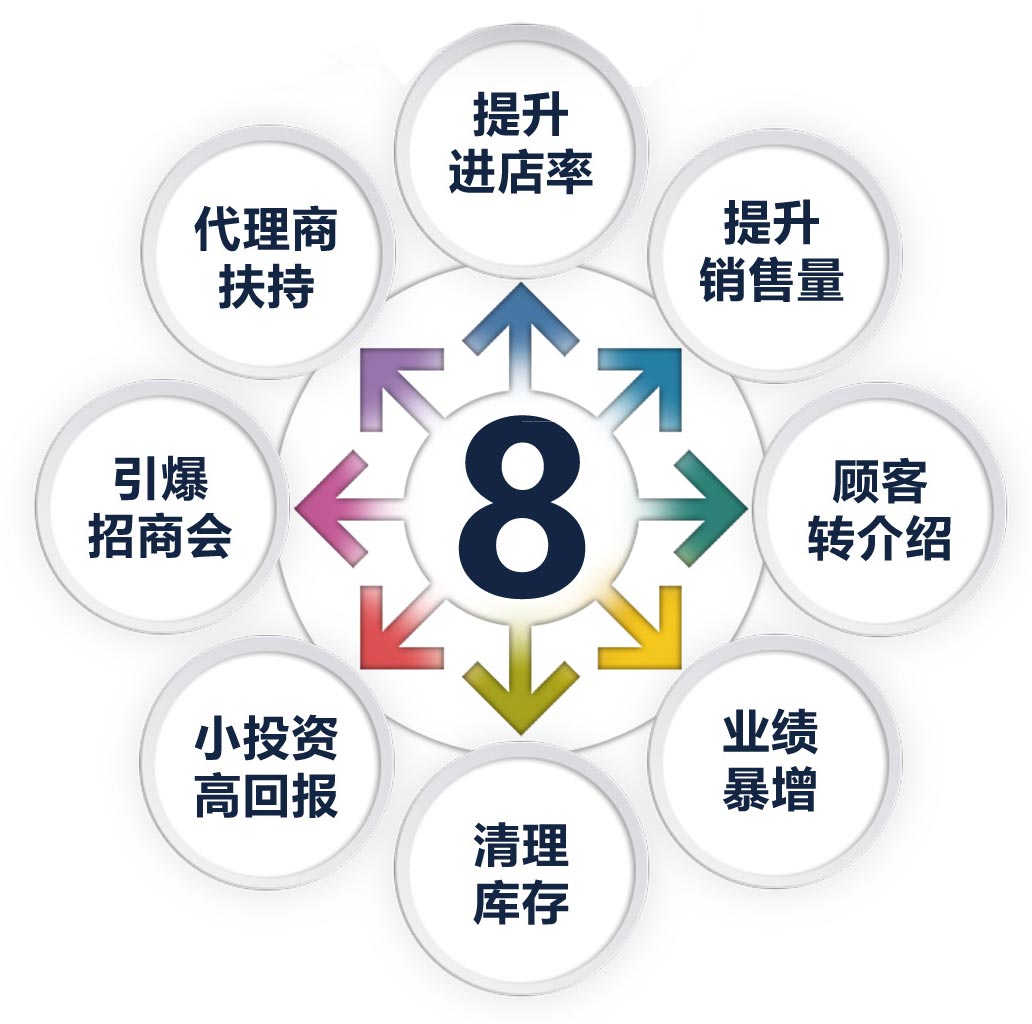 提升
进店率
提升
销售量
顾客
转介绍
业绩
暴增
清理
库存
小投资
高回报
引爆
招商会
代理商
扶持
8